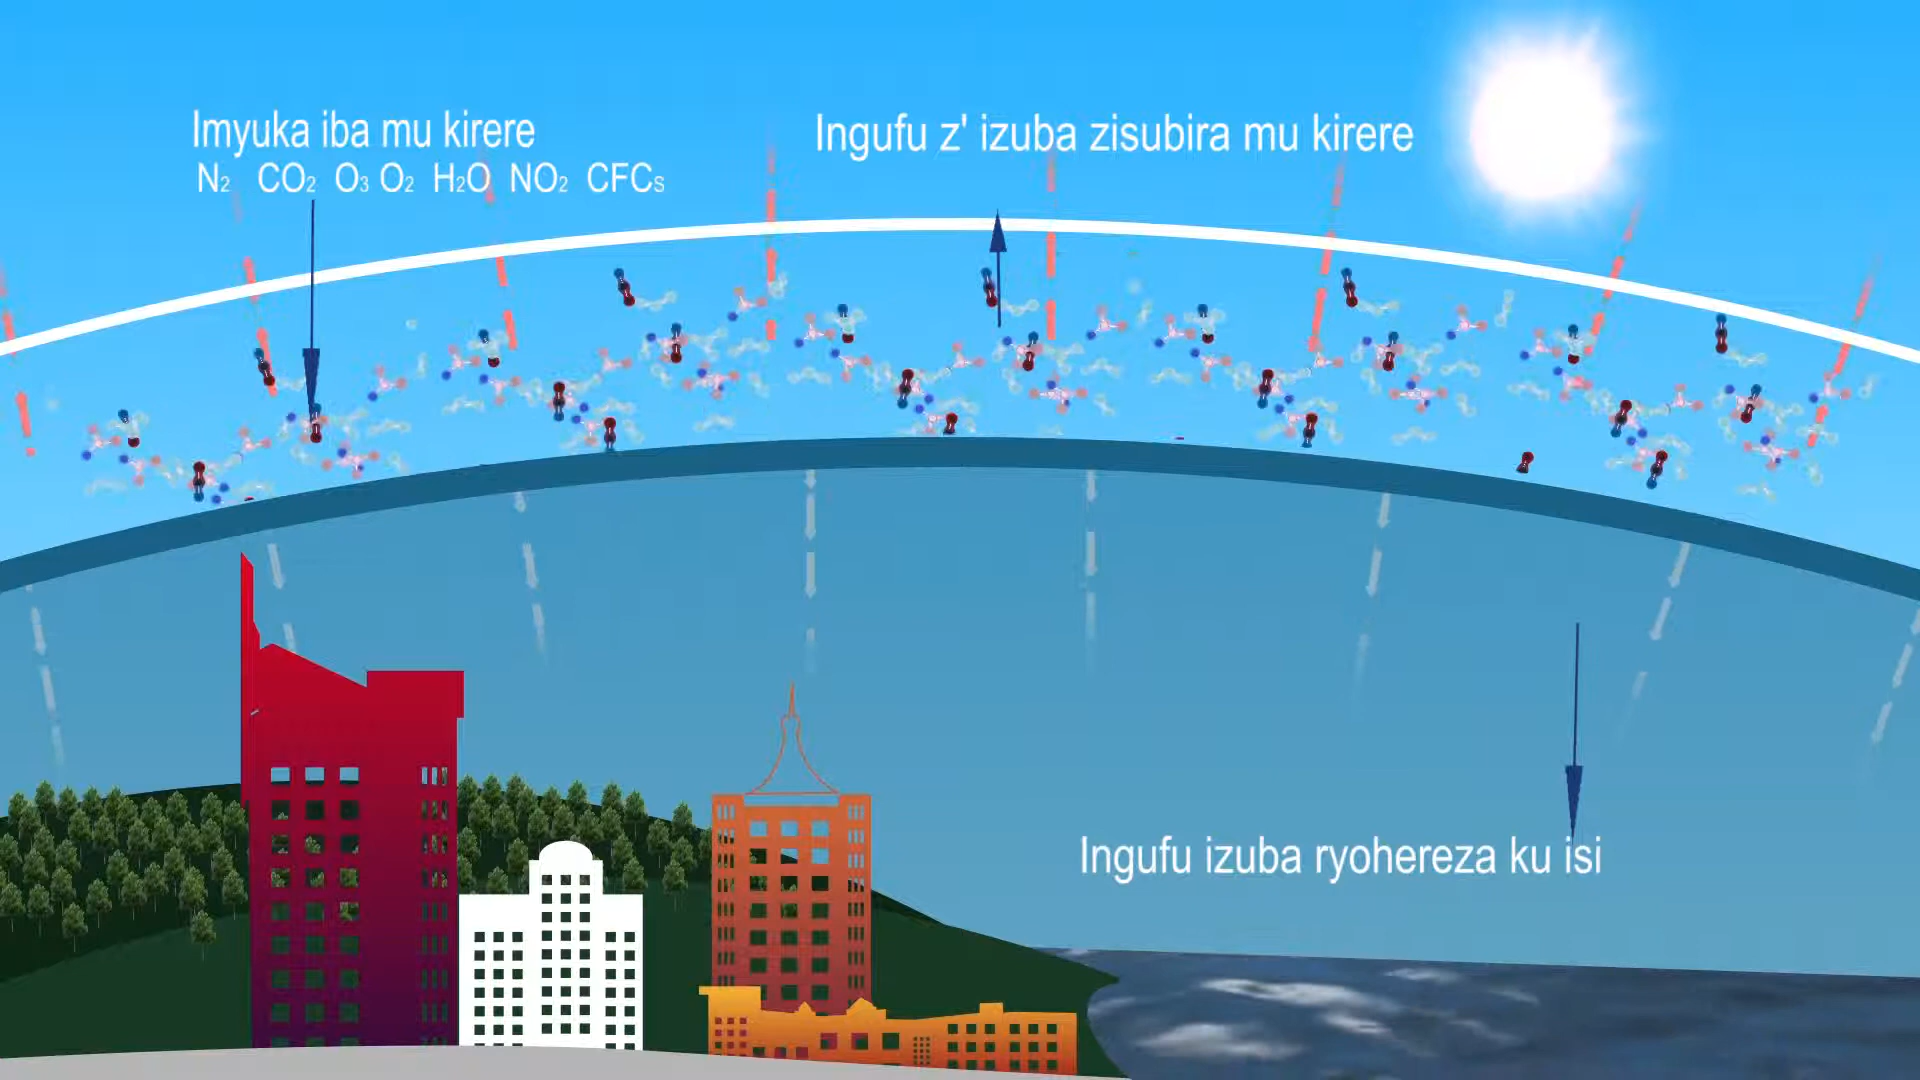 Imyuka iba mu kirere
N₂ CO₂ O₃ O₂ H₂O NO₂ CFCs
Ingufu z' izuba zisubira mu kirere
Ingufu izuba ryohereza ku isi